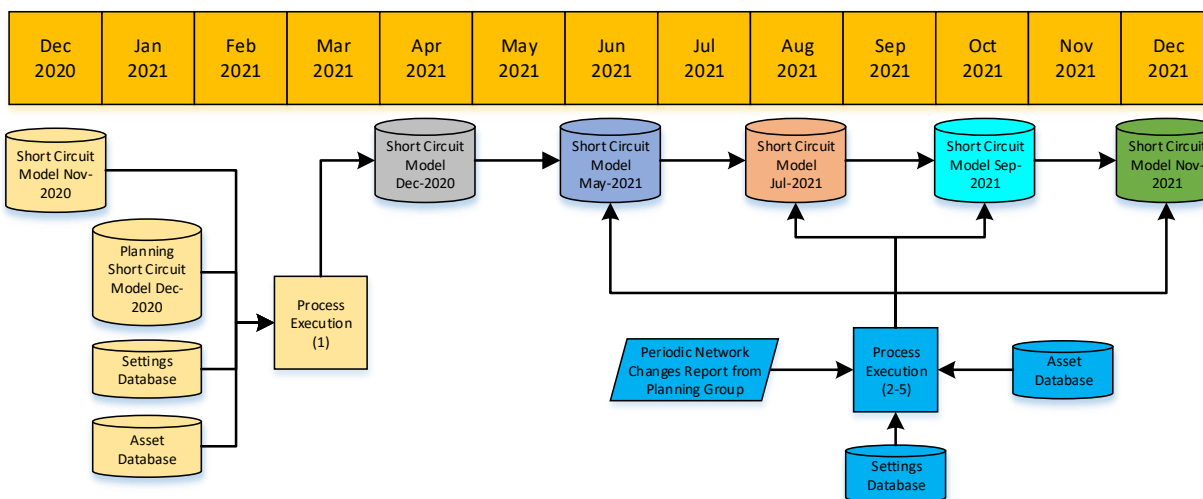 Dec
2020
Jan
2021
Feb
2021
Mar
2021
Apr
2021
May
2021
Jun
2021
Jul
2021
Aug
2021
Sep
2021
Oct
2021
Nov
2021
Dec
2021
Short Circuit
Model Nov-
2020
Short Circuit
Model
Dec-2020
Short Circuit
Model
May-2021
Short Circuit
Model
Jul-2021
Short Circuit
Model Sep-
2021
Short Circuit
Model Nov-
2021
Planning
Short Circuit
Model Dec-
2020
Process
Execution
(1)
Settings
Database
Asset
Database
Periodic Network
Changes Report from
Planning Group
Process
Execution
(2-5)
Asset
Database
Settings
Database